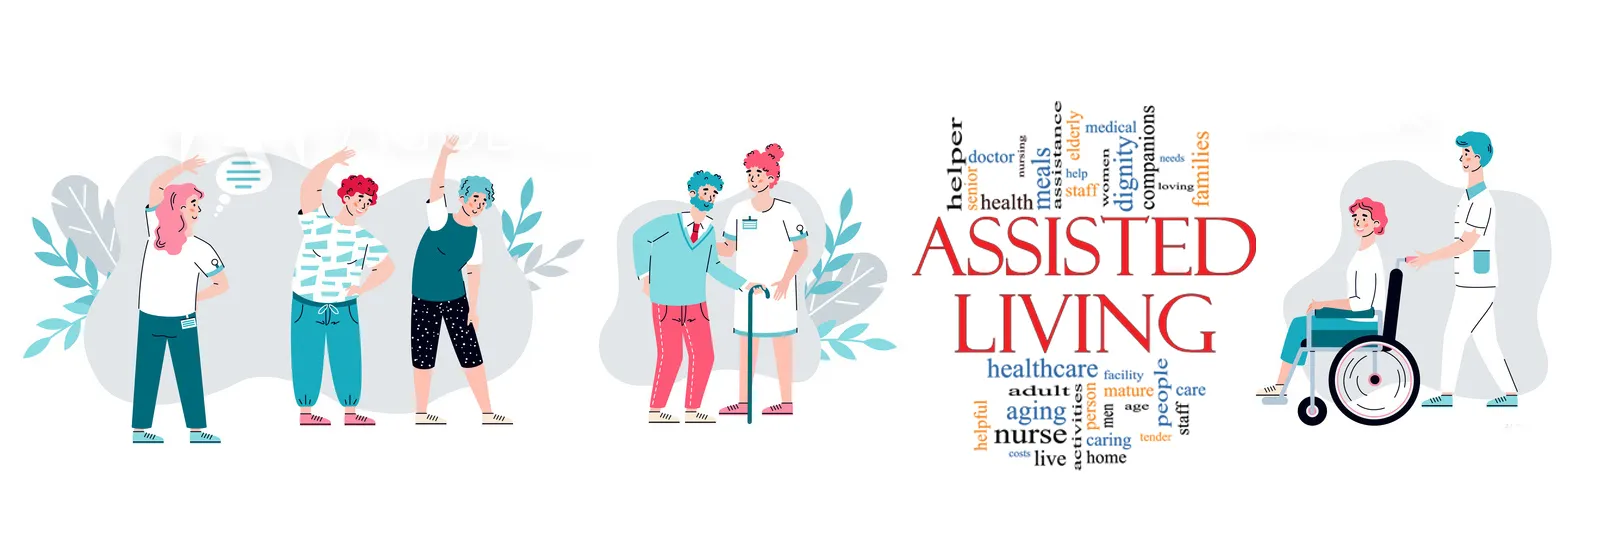 helper
doctor
senior
nursing
health
meals
assistance
elderly
medical
help
staff
women
dignity
companions
needs
loving
families
ASSISTED
LIVING
healthcare
facility
adult
mature
people
care
helpful
aging
activities
person
men
age
staff
nurse
caring
tender
costs
live
home